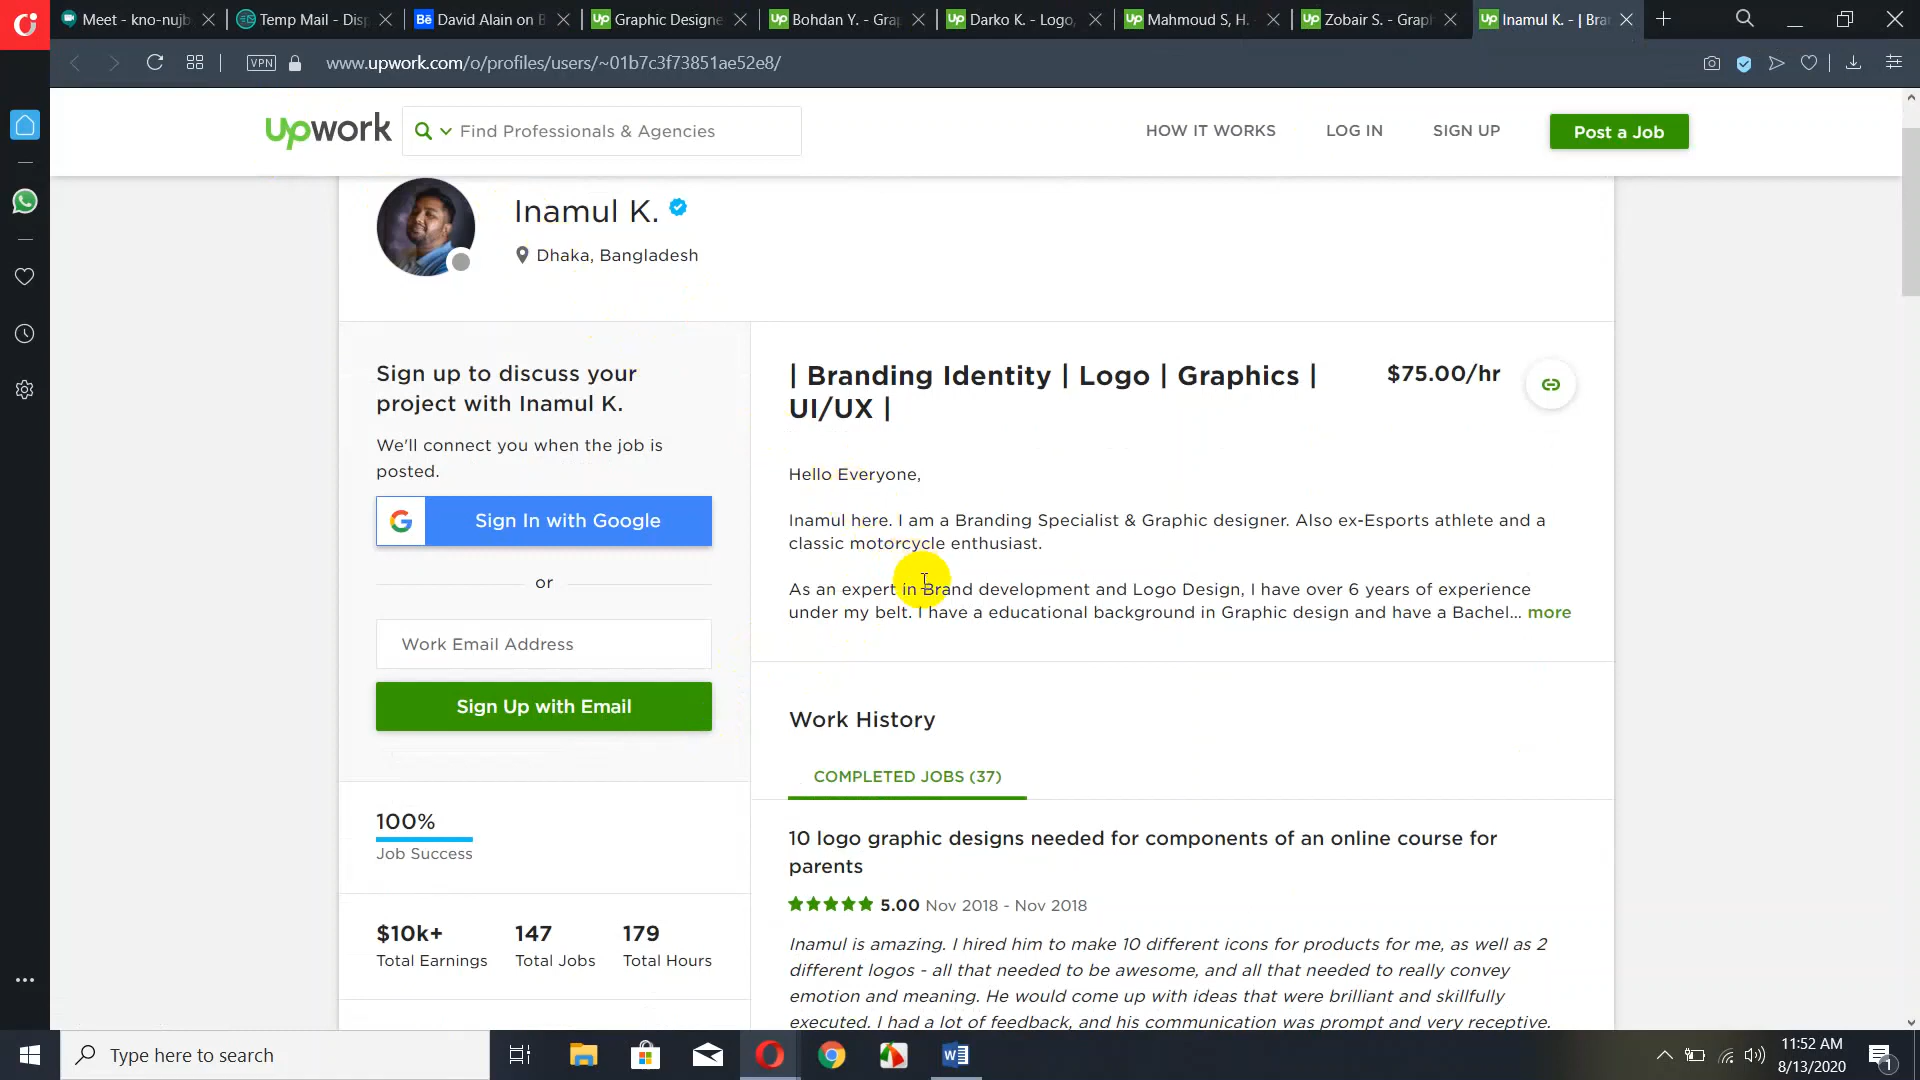 Meet - kno-nujb
Temp Mail - Disp
Bē David Alain on B
Up Graphic Designe
Up Bohdan Y. - Grap
Up Darko K. - Logo,
Up Mahmoud S, H.
Up Zobair S. - Graph
Up Inamul K. - | Bra
VPN
www.upwork.com/o/profiles/users/~01b7c3f73851ae52e8/
upwork
Find Professionals & Agencies
HOW IT WORKS
LOG IN
SIGN UP
Post a Job
Inamul K.
Dhaka, Bangladesh
Sign up to discuss your
project with Inamul K.
We'll connect you when the job is
posted.
Sign In with Google
or
Work Email Address
Sign Up with Email
100%
Job Success
$10k+
Total Earnings
147
Total Jobs
179
Total Hours
| Branding Identity | Logo | Graphics |
UI/UX |
$75.00/hr
Hello Everyone,
Inamul here. I am a Branding Specialist & Graphic designer. Also ex-Esports athlete and a
classic motorcycle enthusiast.
As an expert in Brand development and Logo Design, I have over 6 years of experience
under my belt. I have a educational background in Graphic design and have a Bachel... more
Work History
COMPLETED JOBS (37)
10 logo graphic designs needed for components of an online course for
parents
5.00 Nov 2018 - Nov 2018
Inamul is amazing. I hired him to make 10 different icons for products for me, as well as 2
different logos - all that needed to be awesome, and all that needed to really convey
emotion and meaning. He would come up with ideas that were brilliant and skillfully
executed. I had a lot of feedback, and his communication was prompt and very receptive.
Type here to search
11:52 AM
8/13/2020
1